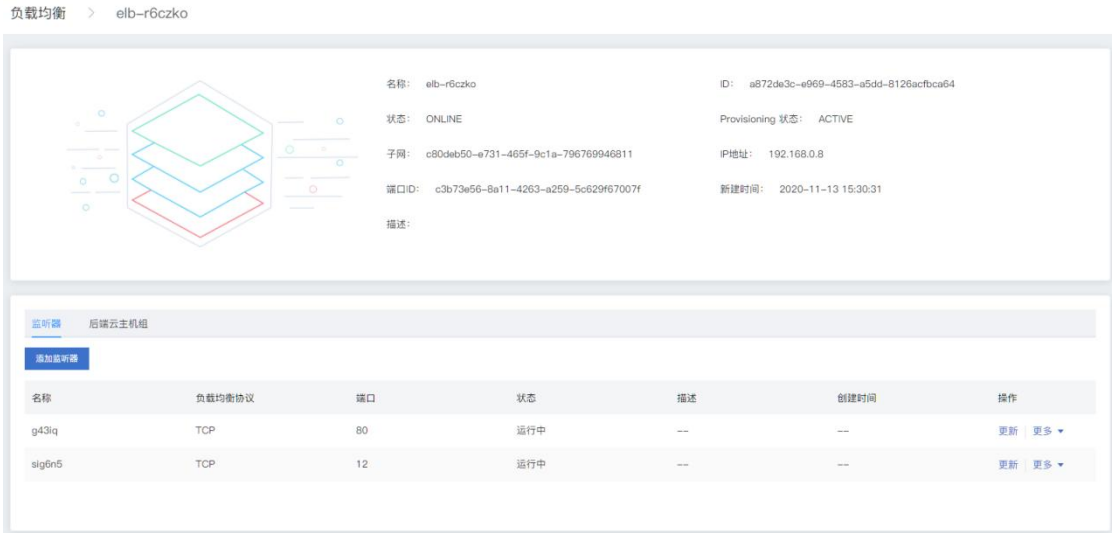 负载均衡 > elb-r6czko
名称： elb-r6czko ID： a872de3c-e969-4583-a5dd-8126acfbca64
状态： ONLINE Provisioning 状态： ACTIVE
子网： c80deb50-e731-465f-9c1a-796769946811 IP地址： 192.168.0.8
端口ID： c3b73e56-8a11-4263-a259-5c629f67007f 新建时间： 2020-11-13 15:30:31
描述：
监听器 后端云主机组
添加监听器
名称 负载均衡协议 端口 状态 描述 创建时间 操作
g43iq TCP 80 运行中 -- -- 更新 更多
sig6n5 TCP 12 运行中 -- -- 更新 更多